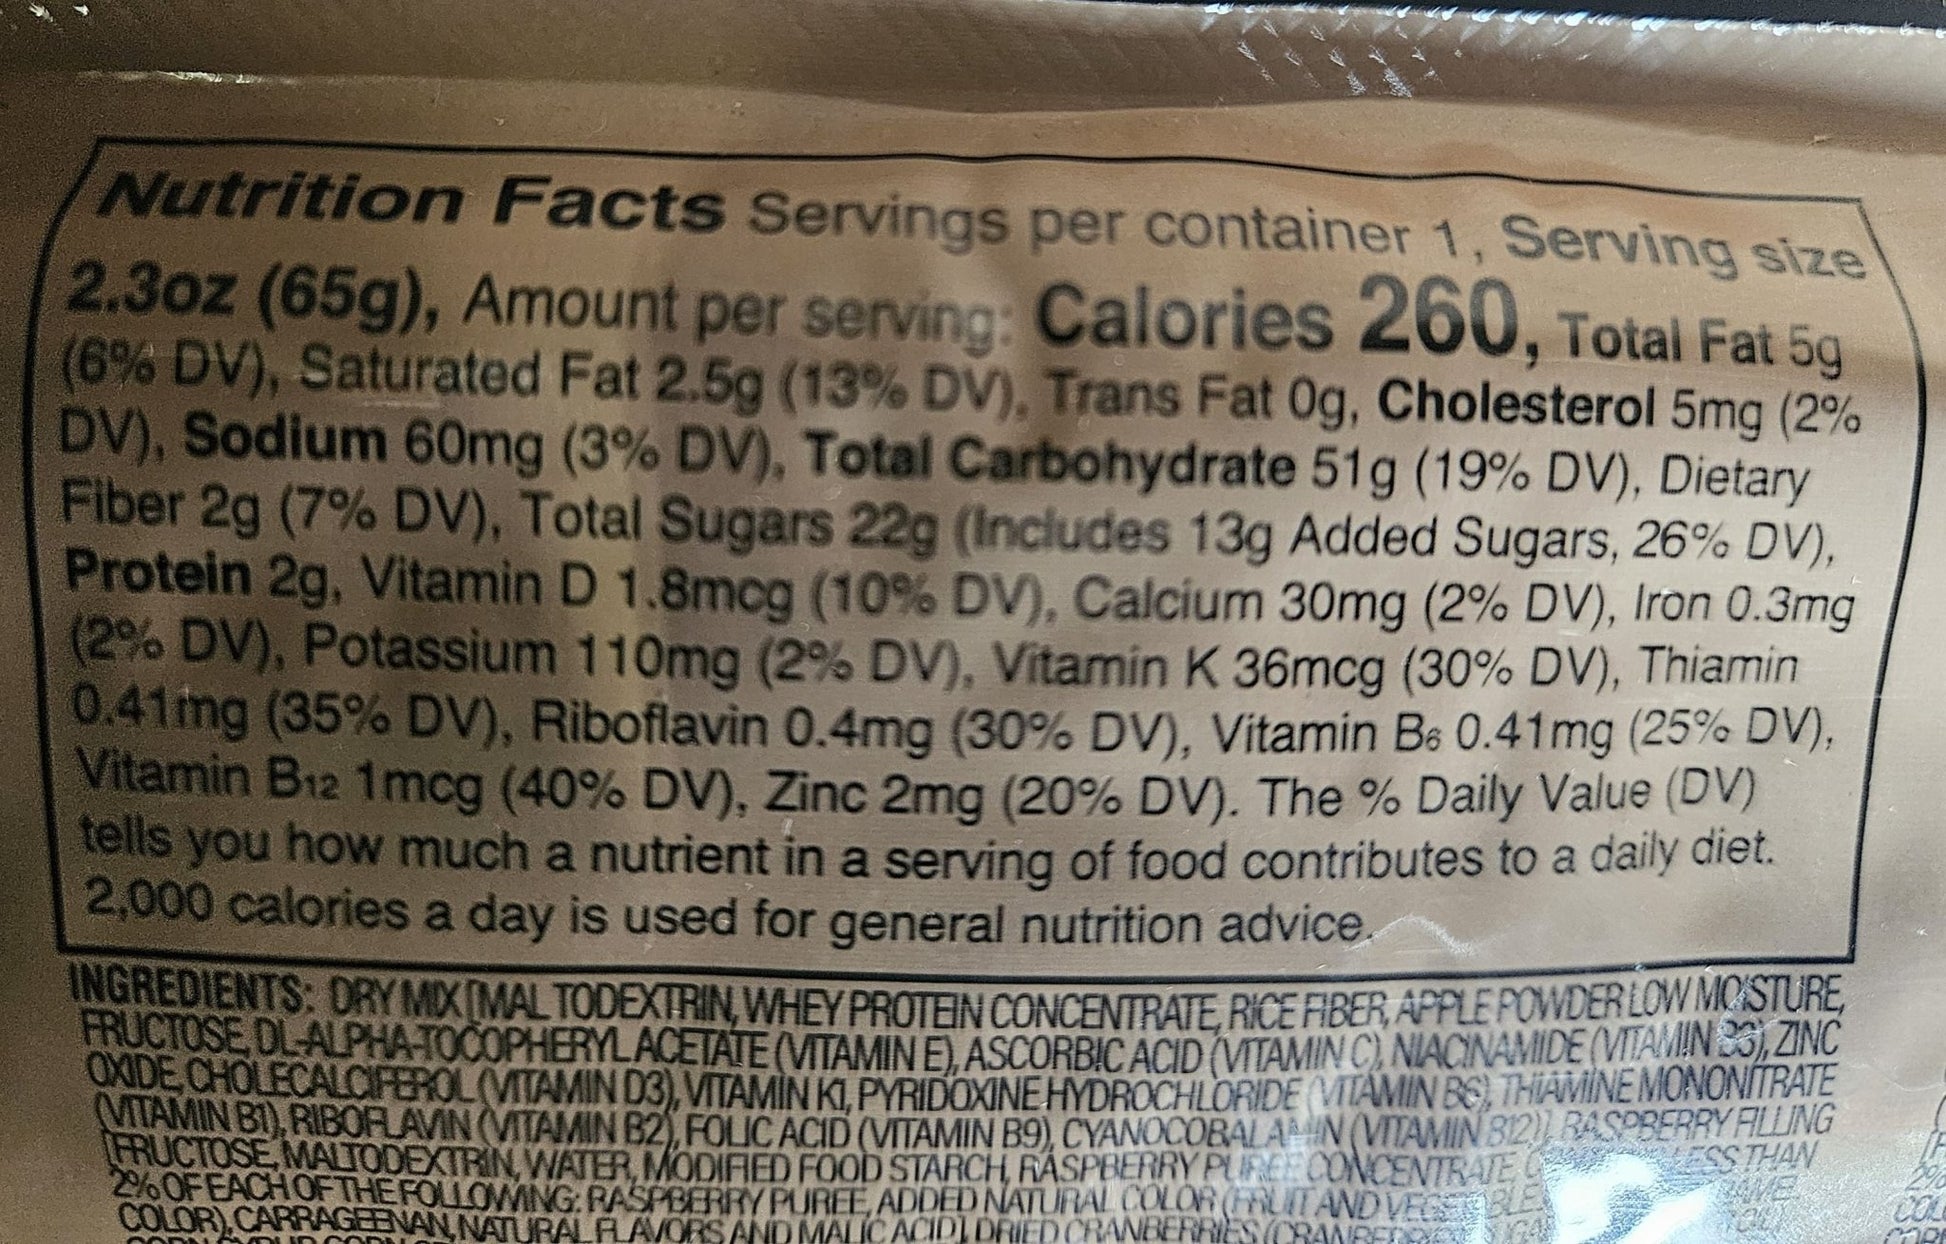 Nutrition Facts Servings per container 1, Serving size
2.3oz (65g), Amount per serving: Calories 260, Total Fat 5g
(6% DV), Saturated Fat 2.5g (13% DV), Trans Fat 0g, Cholesterol 5mg (2%
DV), Sodium 60mg (3% DV), Total Carbohydrate 51g (19% DV), Dietary
Fiber 2g (7% DV), Total Sugars 22g (Includes 13g Added Sugars, 26% DV),
Protein 2g, Vitamin D 1.8mcg (10% DV), Calcium 30mg (2% DV), Iron 0.3mg
(2% DV), Potassium 110mg (2% DV), Vitamin K 36mcg (30% DV), Thiamin
0.41mg (35% DV), Riboflavin 0.4mg (30% DV), Vitamin B6 0.41mg (25% DV),
Vitamin B12 1mcg (40% DV), Zinc 2mg (20% DV). The % Daily Value (DV)
tells you how much a nutrient in a serving of food contributes to a daily diet.
2,000 calories a day is used for general nutrition advice.
INGREDIENTS: DRY MIX [MALTODEXTRIN, WHEY PROTEIN CONCENTRATE, RICE FIBER, APPLE POWDER LOW MOISTURE,
FRUCTOSE, DL-ALPHA-TOCOPHERYL ACETATE (VITAMIN E), ASCORBIC ACID (VITAMIN C), NIACINAMIDE (VITAMIN B3), ZINC
OXIDE, CHOLECALCIFEROL (VITAMIN D3), VITAMIN K1, PYRIDOXINE HYDROCHLORIDE (VITAMIN B6), THIAMINE MONONITRATE
(VITAMIN B1), RIBOFLAVIN (VITAMIN B2), FOLIC ACID (VITAMIN B9), CYANOCOBALAMIN (VITAMIN B12)], RASPBERRY FILLING
[FRUCTOSE, MALTODEXTRIN, WATER, MODIFIED FOOD STARCH, RASPBERRY PUREE CONCENTRATE, LESS THAN
2% OF EACH OF THE FOLLOWING: RASPBERRY PUREE, ADDED NATURAL COLOR (FRUIT AND
COLOR), CARRAGEENAN, NATURAL FLAVORS AND MALIC ACID], DRIED CRANBERRIES